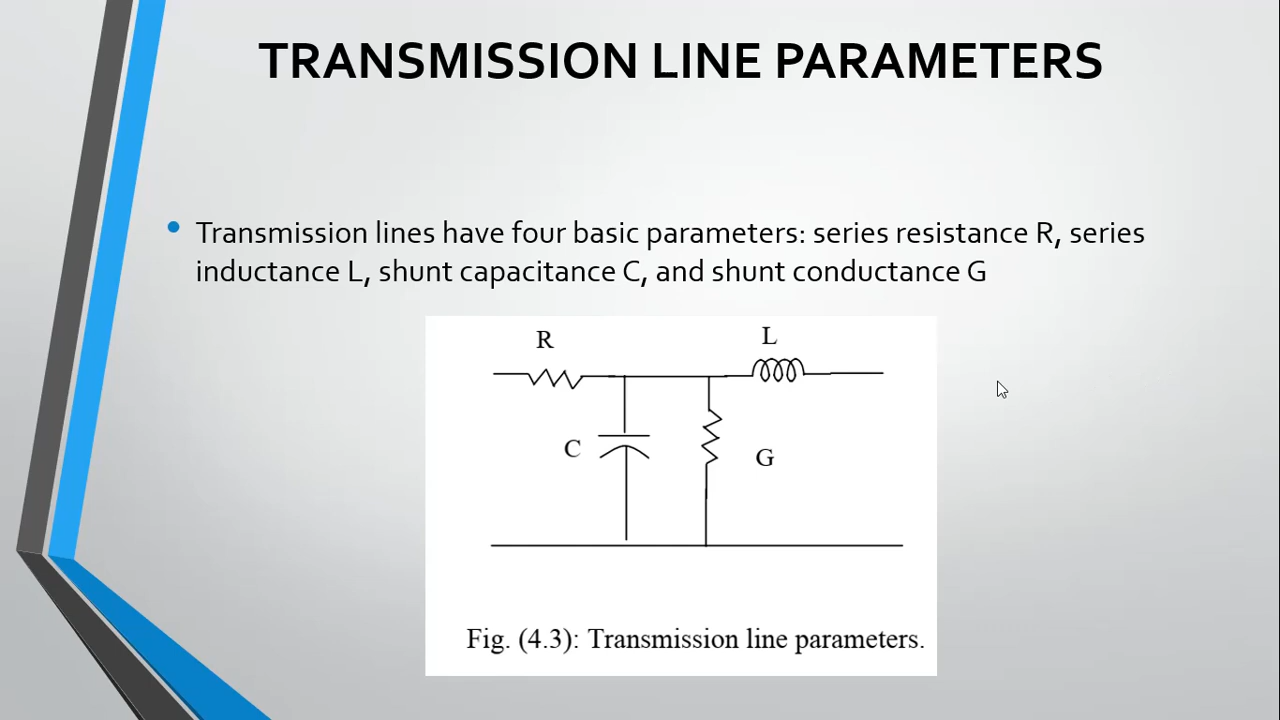 TRANSMISSION LINE PARAMETERS
• Transmission lines have four basic parameters: series resistance R, series
inductance L, shunt capacitance C, and shunt conductance G
R
L
C
G
Fig. (4.3): Transmission line parameters.